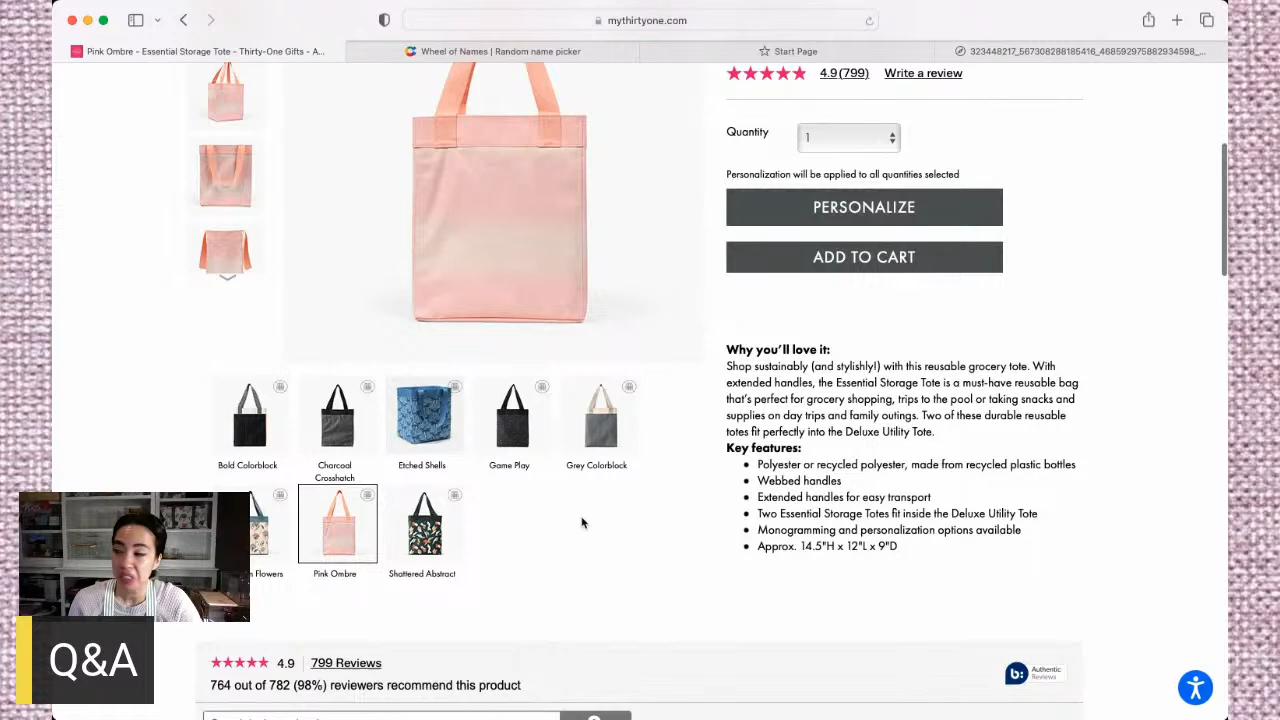 mythirtyone.com
Pink Ombre - Essential Storage Tote - Thirty-One Gifts - A...
Wheel of Names | Random name picker
Start Page
323448217_567308288185416_468592975882934598_...
4.9 (799)
Write a review
Quantity
1
Personalization will be applied to all quantities selected
PERSONALIZE
ADD TO CART
Why you'll love it:
Shop sustainably (and stylishly!) with this reusable grocery tote. With
extended handles, the Essential Storage Tote is a must-have reusable bag
that's perfect for grocery shopping, trips to the pool or taking snacks and
supplies on day trips and family outings. Two of these durable reusable
totes fit perfectly into the Deluxe Utility Tote.
Key features:
Polyester or recycled polyester, made from recycled plastic bottles
Webbed handles
Extended handles for easy transport
Two Essential Storage Totes fit inside the Deluxe Utility Tote
Monogramming and personalization options available
Approx. 14.5"H x 12"L x 9"D
Bold Colorblock
Charcoal
Crosshatch
Etched Shells
Game Play
Grey Colorblock
Flowers
Pink Ombre
Shattered Abstract
Q&A
4.9
799 Reviews
764 out of 782 (98%) reviewers recommend this product
b:
Authentic
Reviews